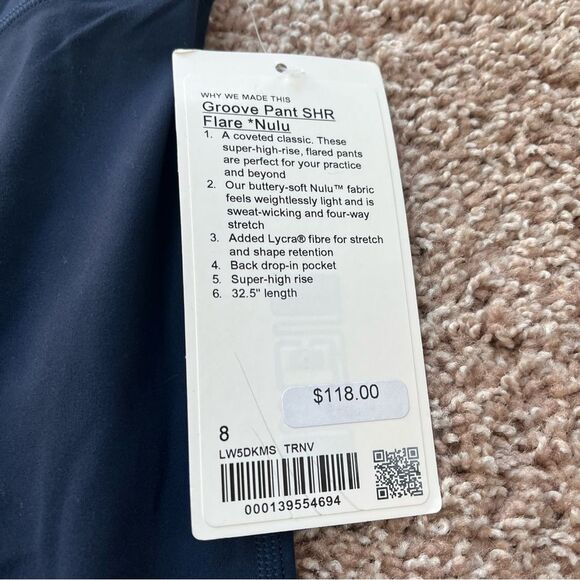 WHY WE MADE THIS
Groove Pant SHR
Flare *Nulu
1. A coveted classic. These
super-high-rise, flared pants
are perfect for your practice
and beyond
2. Our buttery-soft Nulu™ fabric
feels weightlessly light and is
sweat-wicking and four-way
stretch
3. Added Lycra® fibre for stretch
and shape retention
4. Back drop-in pocket
5. Super-high rise
6. 32.5" length
$118.00
8
LW5DKMS TRNV
000139554694